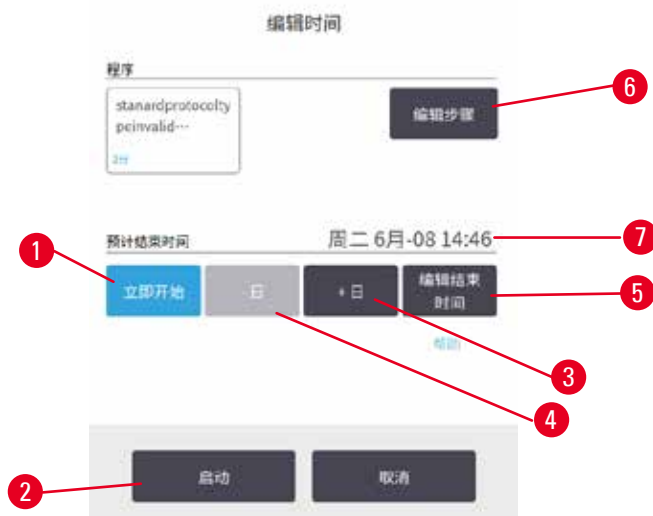 编辑时间
程序
stanardprotocolty
peinvalid…
2分
编辑步骤
6
预计结束时间
周二 6月-08 14:46
7
1
立即开始
- 日
+ 日
编辑结束
时间
5
帮助
3
4
启动
取消
2